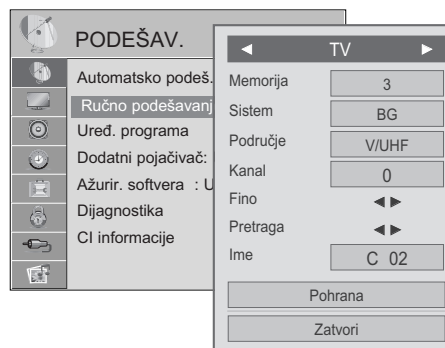 PODEŠAV.
Automatsko podeš.
Ručno podešavanj
Uređ. programa
Dodatni pojačivač:
Ažurir. softvera : U
Dijagnostika
CI informacije
◄ TV ►
Memorija 3
Sistem BG
Područje V/UHF
Kanal 0
Fino ◄►
Pretraga ◄►
Ime C 02
Pohrana
Zatvori